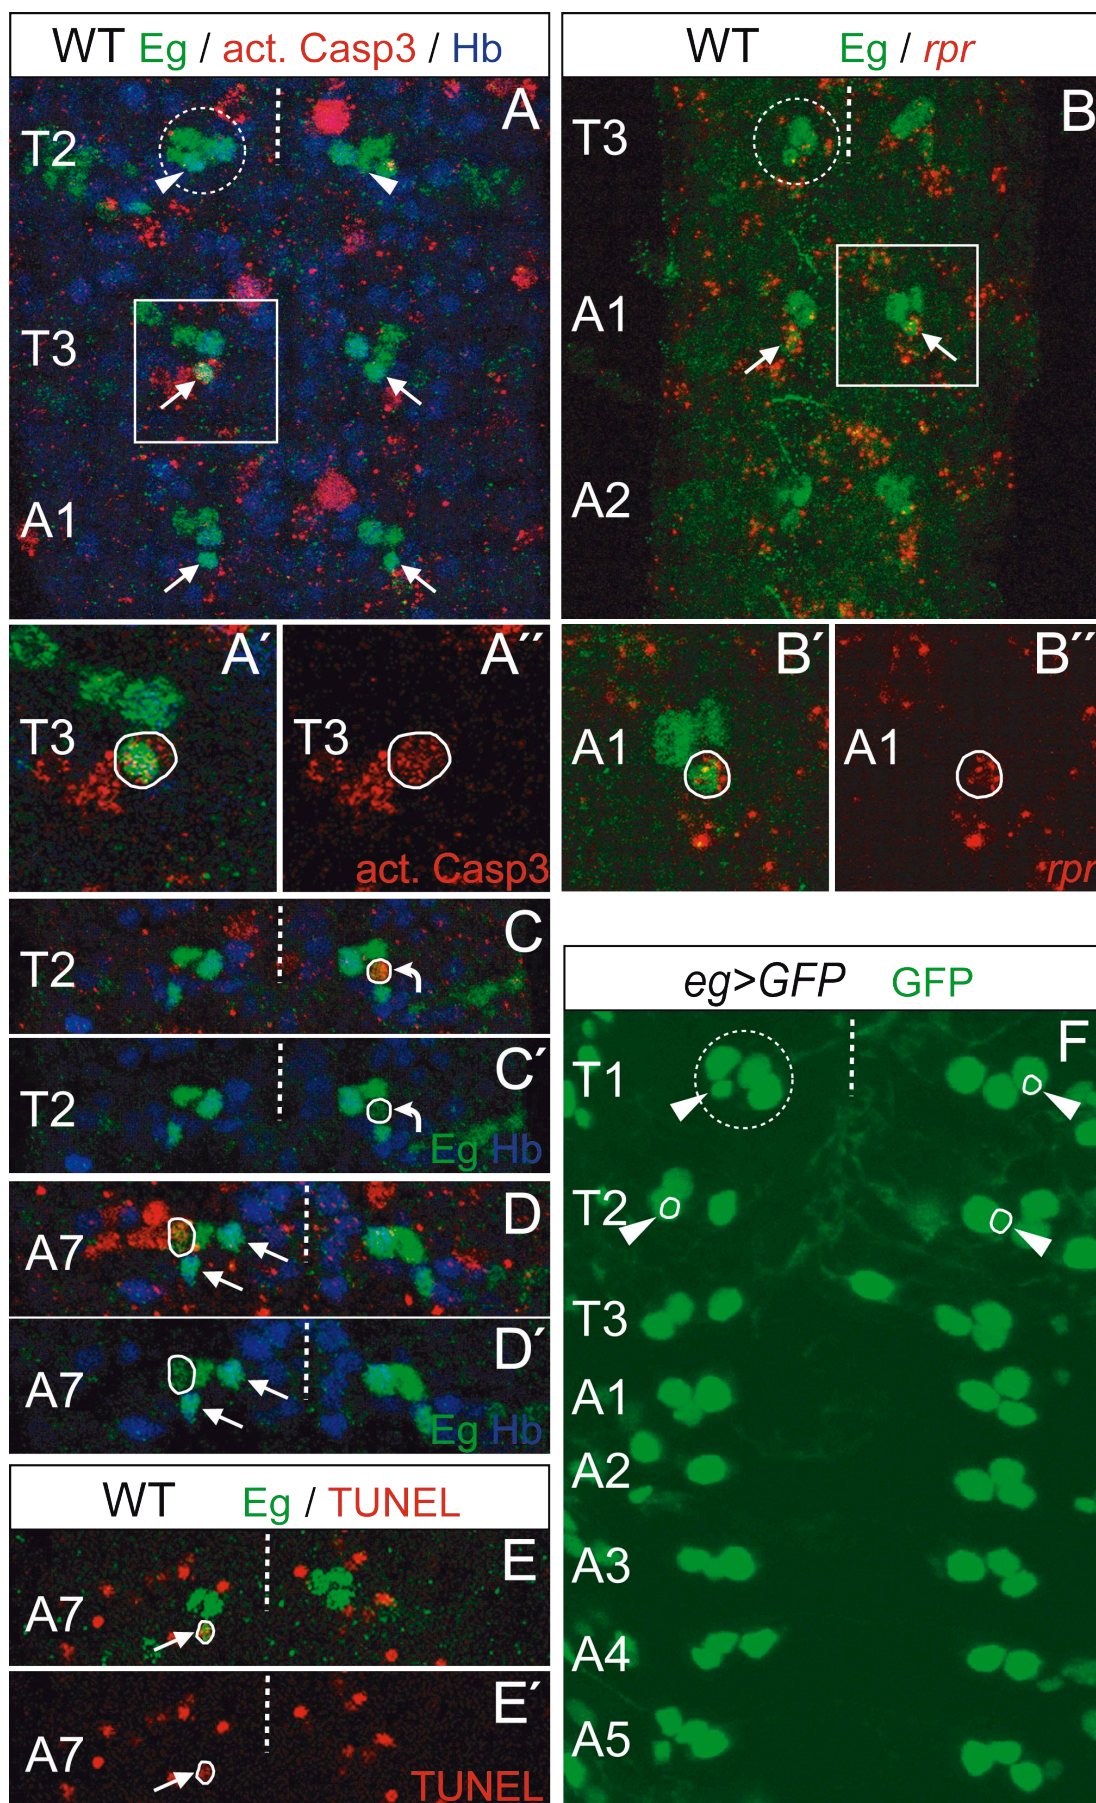 WT Eg / act. Casp3 / Hb
A
T2
T3
A1
A´
T3
A´´
T3
act. Casp3
WT Eg / rpr
B
T3
A1
A2
B´
A1
B´´
A1
rpr
C
T2
C´
T2
Eg Hb
D
A7
D´
A7
Eg Hb
WT Eg / TUNEL
E
A7
E´
A7
TUNEL
eg>GFP GFP
F
T1
T2
T3
A1
A2
A3
A4
A5